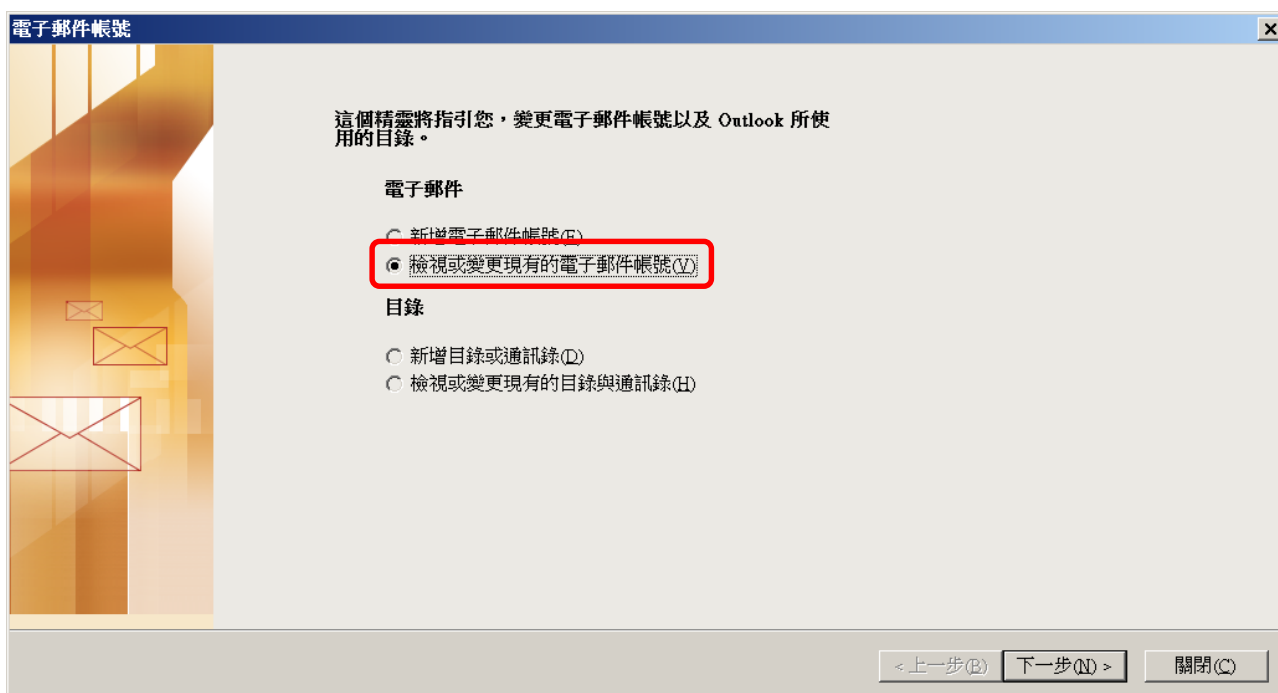 電子郵件帳號
這個精靈將指引您，變更電子郵件帳號以及 Outlook 所使
用的目錄。
電子郵件
新增電子郵件帳號(E)
檢視或變更現有的電子郵件帳號(V)
目錄
新增目錄或通訊錄(D)
檢視或變更現有的目錄與通訊錄(H)
< 上一步(B) 下一步(N) > 關閉(C)